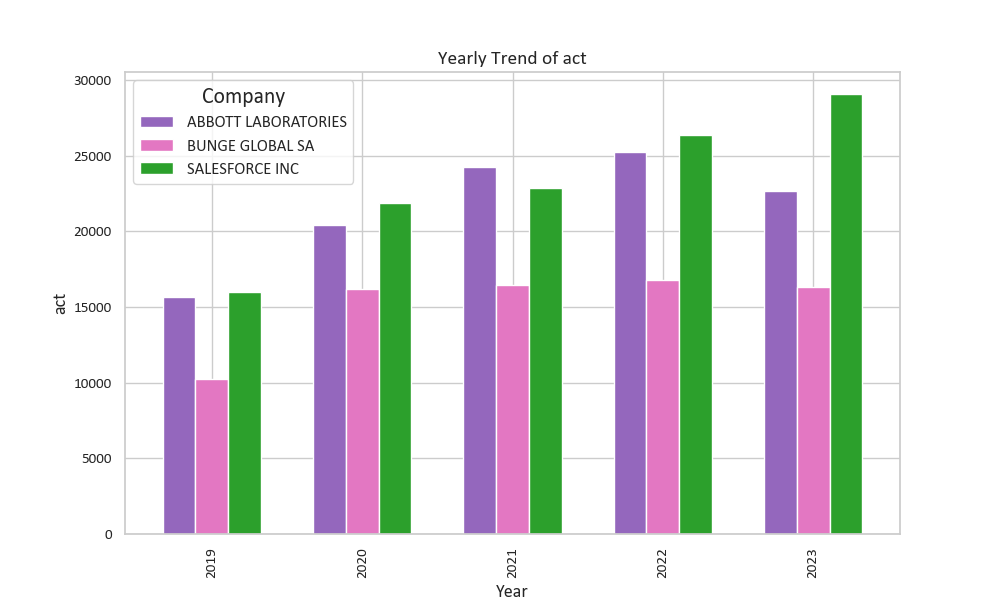 Yearly Trend of act
30000
25000
20000
15000
10000
5000
0
act
Company
ABBOTT LABORATORIES
BUNGE GLOBAL SA
SALESFORCE INC
2019
2020
2021
2022
2023
Year